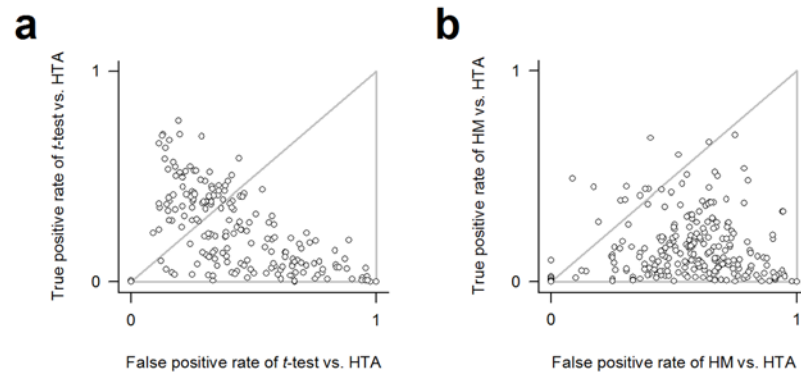 a
True positive rate of t-test vs. HTA
1
0
0
1
False positive rate of t-test vs. HTA
b
True positive rate of HM vs. HTA
1
0
0
1
False positive rate of HM vs. HTA